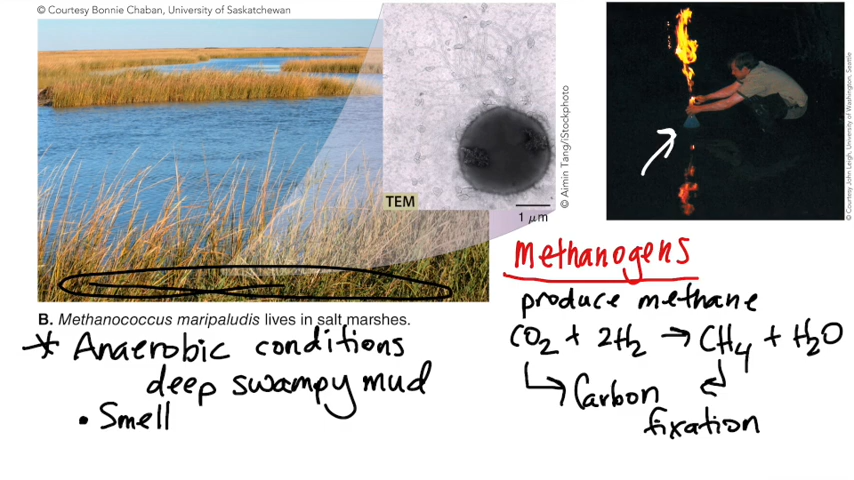 © Courtesy Bonnie Chaban, University of Saskatchewan
TEM
1 μm
© Aimin Tang/iStockphoto
© Courtesy John Leigh, University of Washington, Seattle
B. Methanococcus maripaludis lives in salt marshes.
* Anaerobic conditions
deep swampy mud
• Smell
Methanogens
produce methane
CO2 + 2H2 → CH4 + H2O
Carbon
fixation